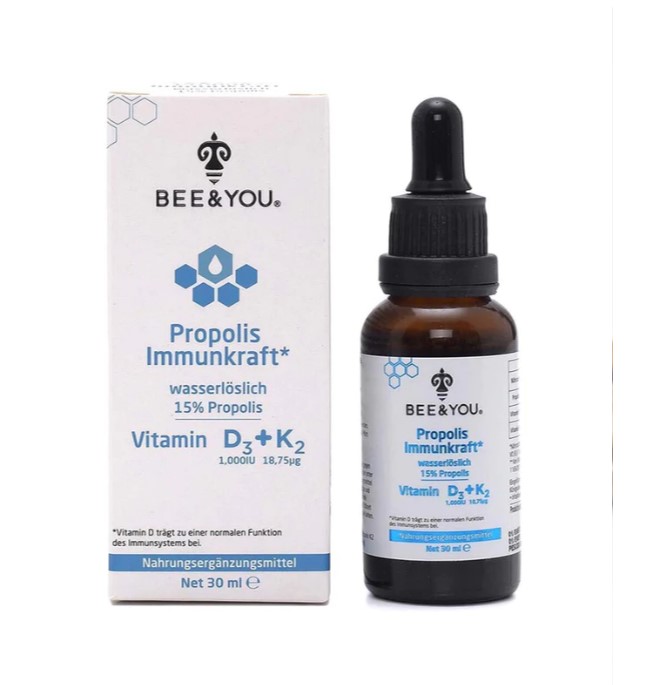 BEE&YOU®
Propolis
Immunkraft*
wasserlöslich
15% Propolis
Vitamin D₃+K₂
1,000IU 18,75µg
*Vitamin D trägt zu einer normalen Funktion
des Immunsystems bei.
Nahrungsergänzungsmittel
Net 30 ml ℮
BEE&YOU®
Propolis
Immunkraft*
wasserlöslich
15% Propolis
Vitamin D₃+K₂
1,000IU 18,75µg
*Vitamin D trägt zu einer normalen Funktion
des Immunsystems bei.
Nahrungsergänzungsmittel
Net 30 ml ℮